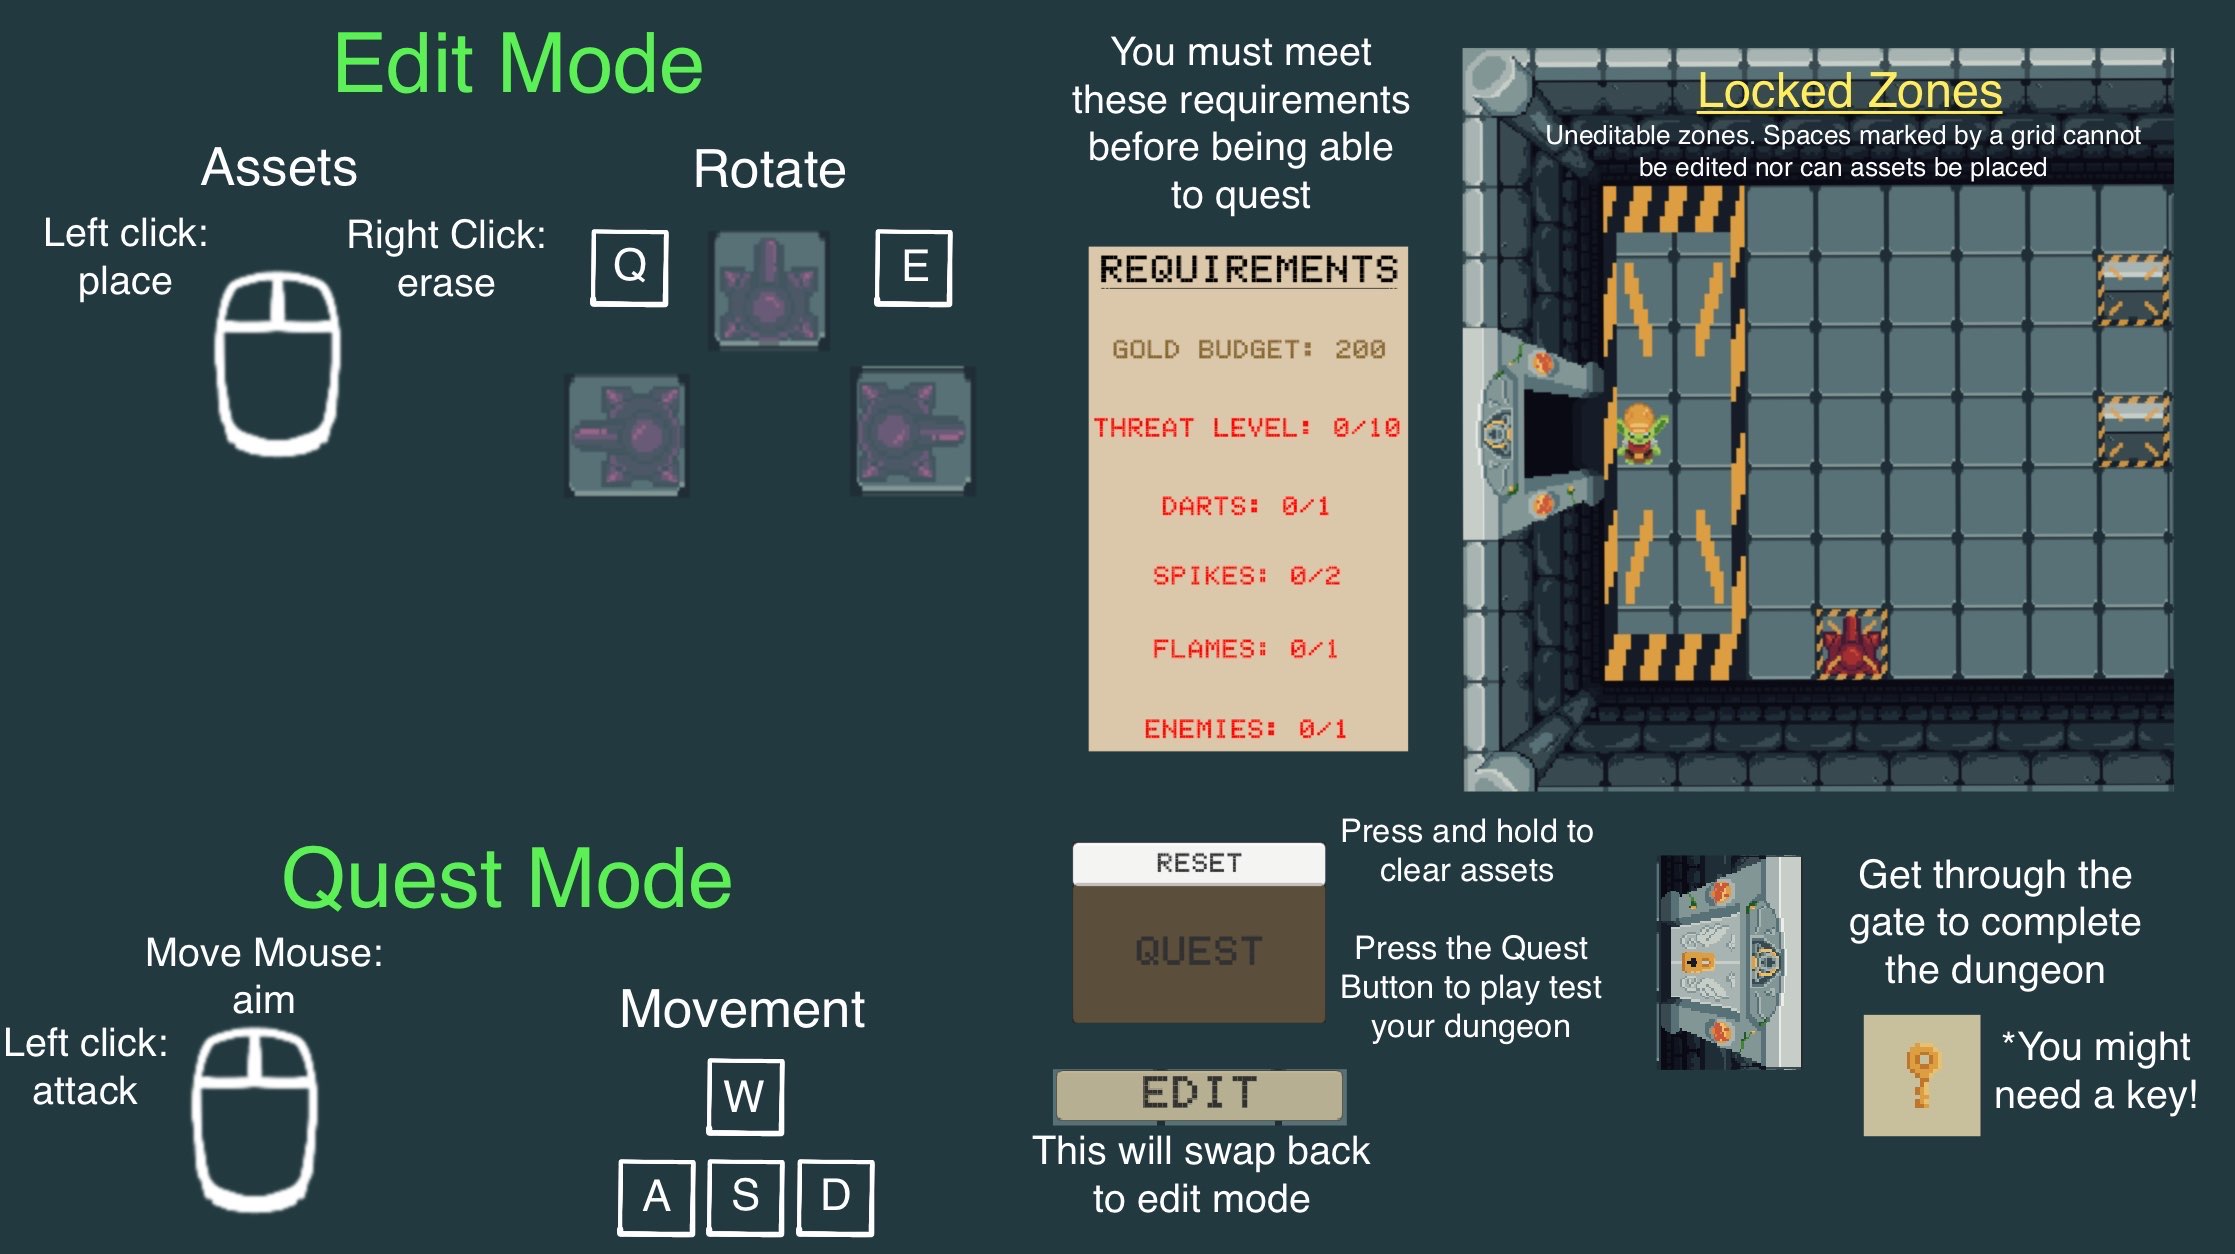 Edit Mode
Assets
Left click:
place
Right Click:
erase
Rotate
Q
E
You must meet
these requirements
before being able
to quest
REQUIREMENTS
GOLD BUDGET: 200
THREAT LEVEL: 0/10
DARTS: 0/1
SPIKES: 0/2
FLAMES: 0/1
ENEMIES: 0/1
Locked Zones
Uneditable zones. Spaces marked by a grid cannot
be edited nor can assets be placed
Quest Mode
Move Mouse:
aim
Left click:
attack
Movement
W
A S D
RESET
Press and hold to
clear assets
QUEST
Press the Quest
Button to play test
your dungeon
EDIT
This will swap back
to edit mode
Get through the
gate to complete
the dungeon
*You might
need a key!